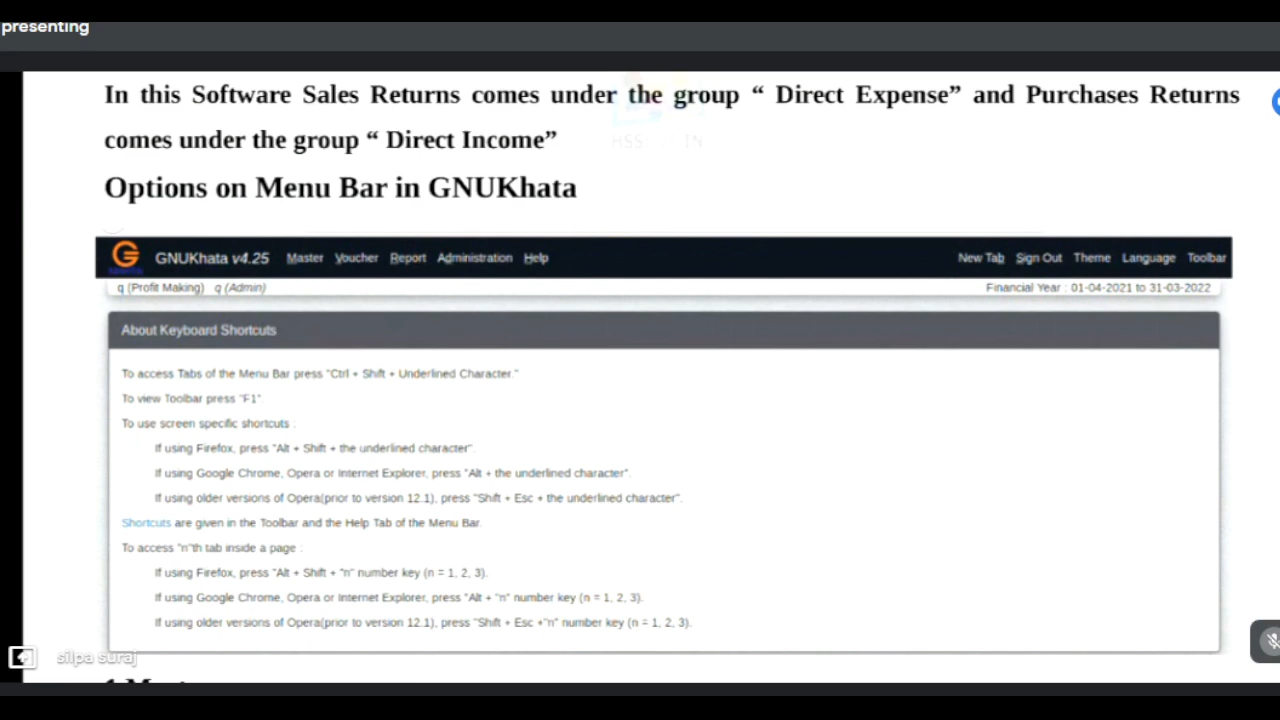 presenting
In this Software Sales Returns comes under the group “ Direct Expense” and Purchases Returns
comes under the group “ Direct Income”
Options on Menu Bar in GNUKhata
GNUKhata v4.25 Master Voucher Report Administration Help New Tab Sign Out Theme Language Toolbar
q (Profit Making) q (Admin) Financial Year : 01-04-2021 to 31-03-2022
About Keyboard Shortcuts
To access Tabs of the Menu Bar press "Ctrl + Shift + Underlined Character."
To view Toolbar press "F1"
To use screen specific shortcuts :
If using Firefox, press "Alt + Shift + the underlined character".
If using Google Chrome, Opera or Internet Explorer, press "Alt + the underlined character".
If using older versions of Opera(prior to version 12.1), press "Shift + Esc + the underlined character".
Shortcuts are given in the Toolbar and the Help Tab of the Menu Bar.
To access "n"th tab inside a page :
If using Firefox, press "Alt + Shift + "n" number key (n = 1, 2, 3).
If using Google Chrome, Opera or Internet Explorer, press "Alt + "n" number key (n = 1, 2, 3).
If using older versions of Opera(prior to version 12.1), press "Shift + Esc +"n" number key (n = 1, 2, 3).
silpa suraj